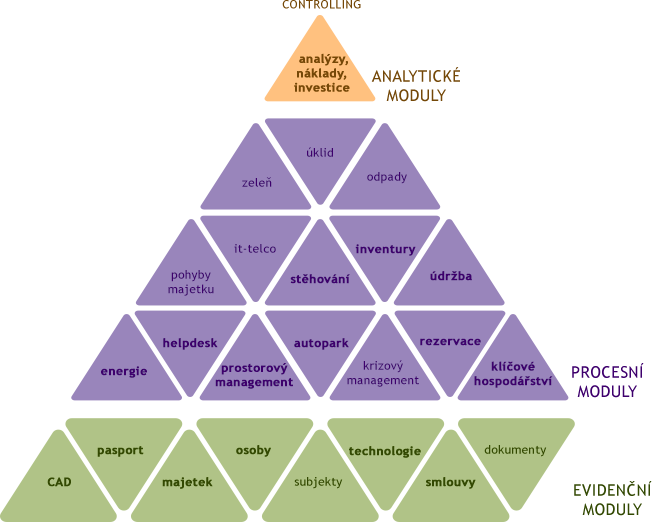 CONTROLLING
analýzy,
náklady,
investice
ANALYTICKÉ
MODULY
úklid
zeleň
odpady
it-telco
inventury
pohyby
majetku
stěhování
údržba
helpdesk
autopark
rezervace
energie
prostorový
management
krizový
management
klíčové
hospodářství
PROCESNÍ
MODULY
pasport
osoby
technologie
dokumenty
CAD
majetek
subjekty
smlouvy
EVIDENČNÍ
MODULY